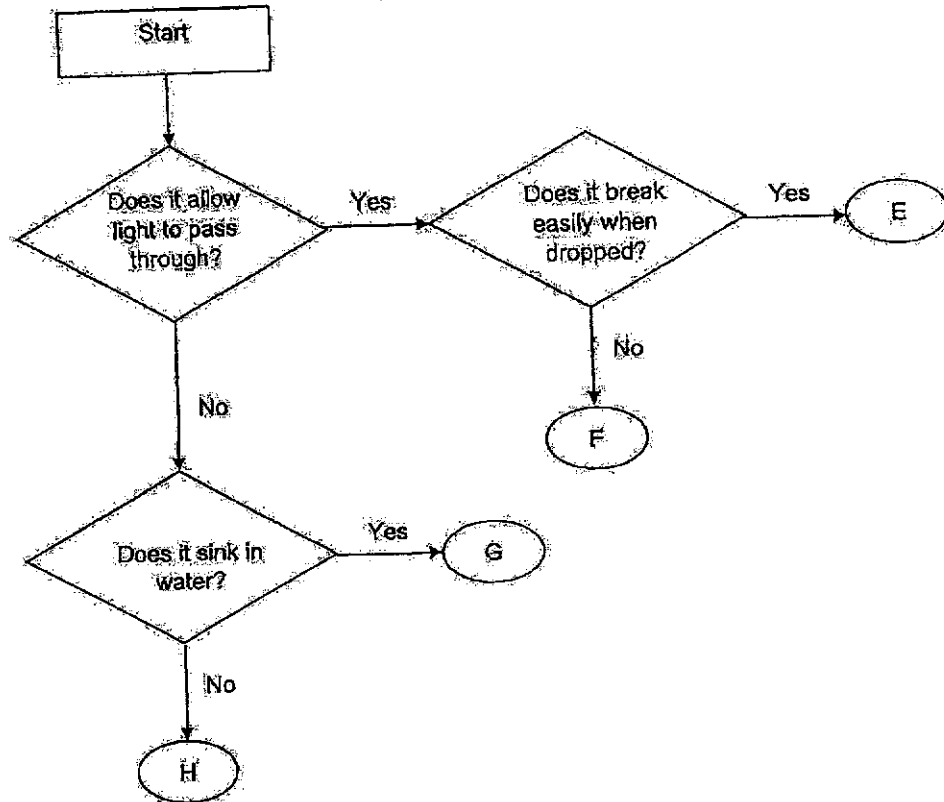 Start
Does it allow
light to pass
through?
Yes
Does it break
easily when
dropped?
Yes
E
No
F
No
Does it sink in
water?
Yes
G
No
H